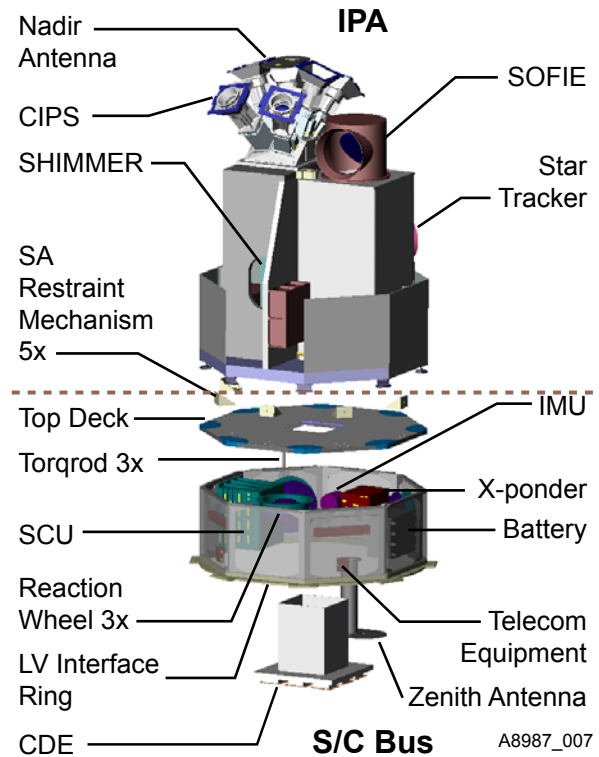 IPA
Nadir
Antenna
SOFIE
CIPS
SHIMMER
Star
Tracker
SA
Restraint
Mechanism
5x
IMU
Top Deck
Torqrod 3x
X-ponder
SCU
Battery
Reaction
Wheel 3x
Telecom
Equipment
LV Interface
Ring
Zenith Antenna
CDE
S/C Bus
A8987_007